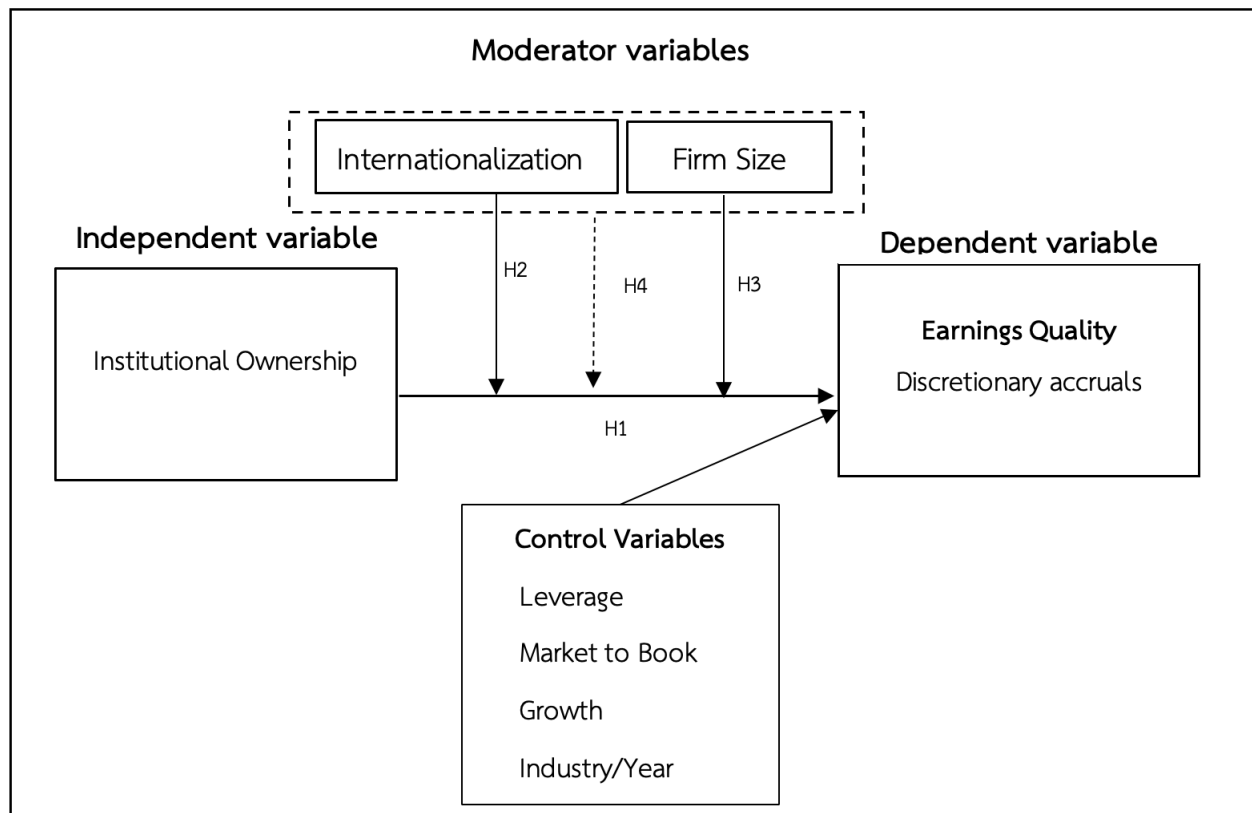 Moderator variables
Internationalization
Firm Size
Independent variable
Dependent variable
Institutional Ownership
H2
H4
H3
Earnings Quality
Discretionary accruals
H1
Control Variables
Leverage
Market to Book
Growth
Industry/Year